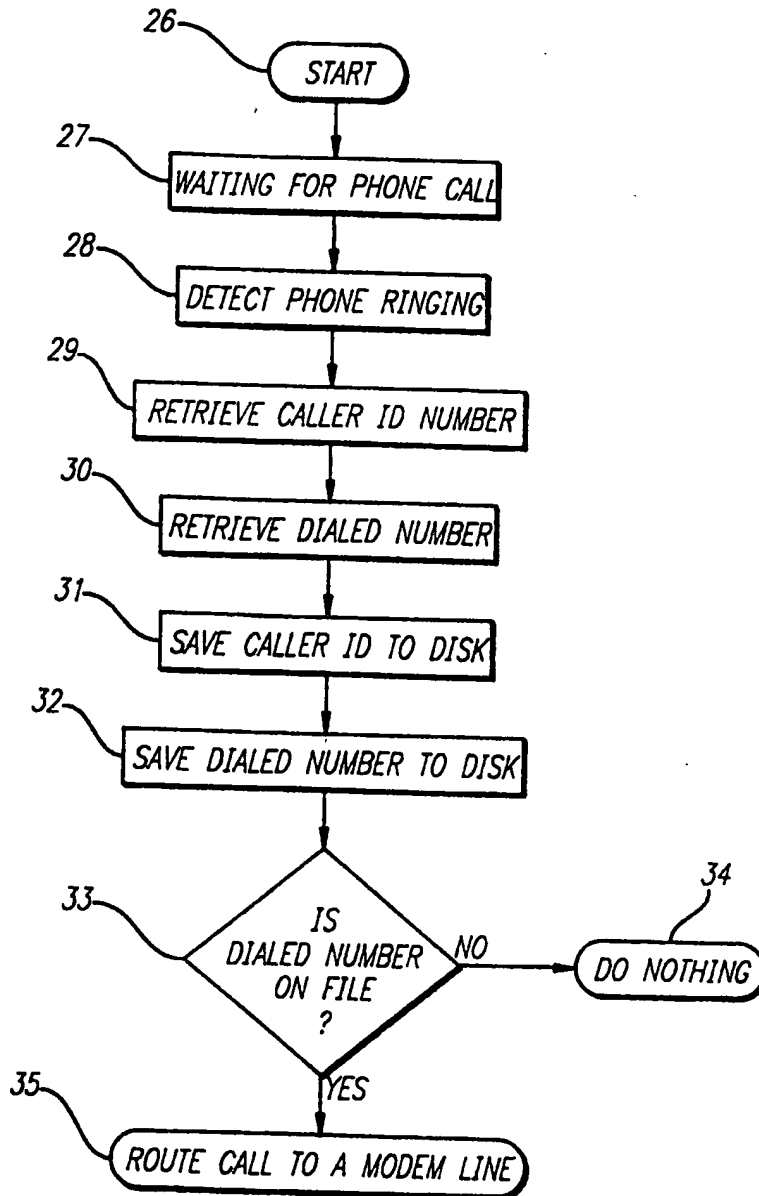 26
START
27
WAITING FOR PHONE CALL
28
DETECT PHONE RINGING
29
RETRIEVE CALLER ID NUMBER
30
RETRIEVE DIALED NUMBER
31
SAVE CALLER ID TO DISK
32
SAVE DIALED NUMBER TO DISK
33
IS
DIALED NUMBER
ON FILE
?
NO
34
DO NOTHING
YES
35
ROUTE CALL TO A MODEM LINE